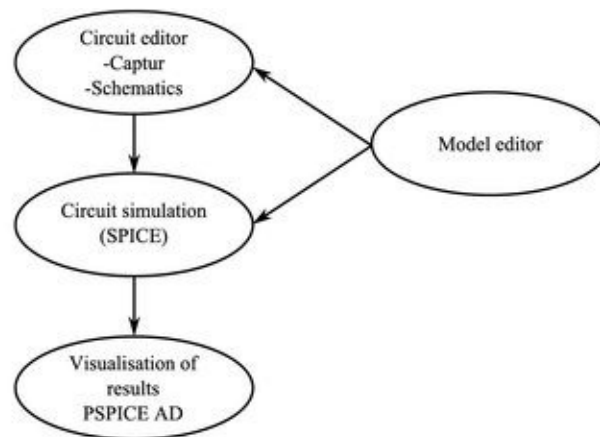 Circuit editor
-Captur
-Schematics
Model editor
Circuit simulation
(SPICE)
Visualisation of
results
PSPICE AD